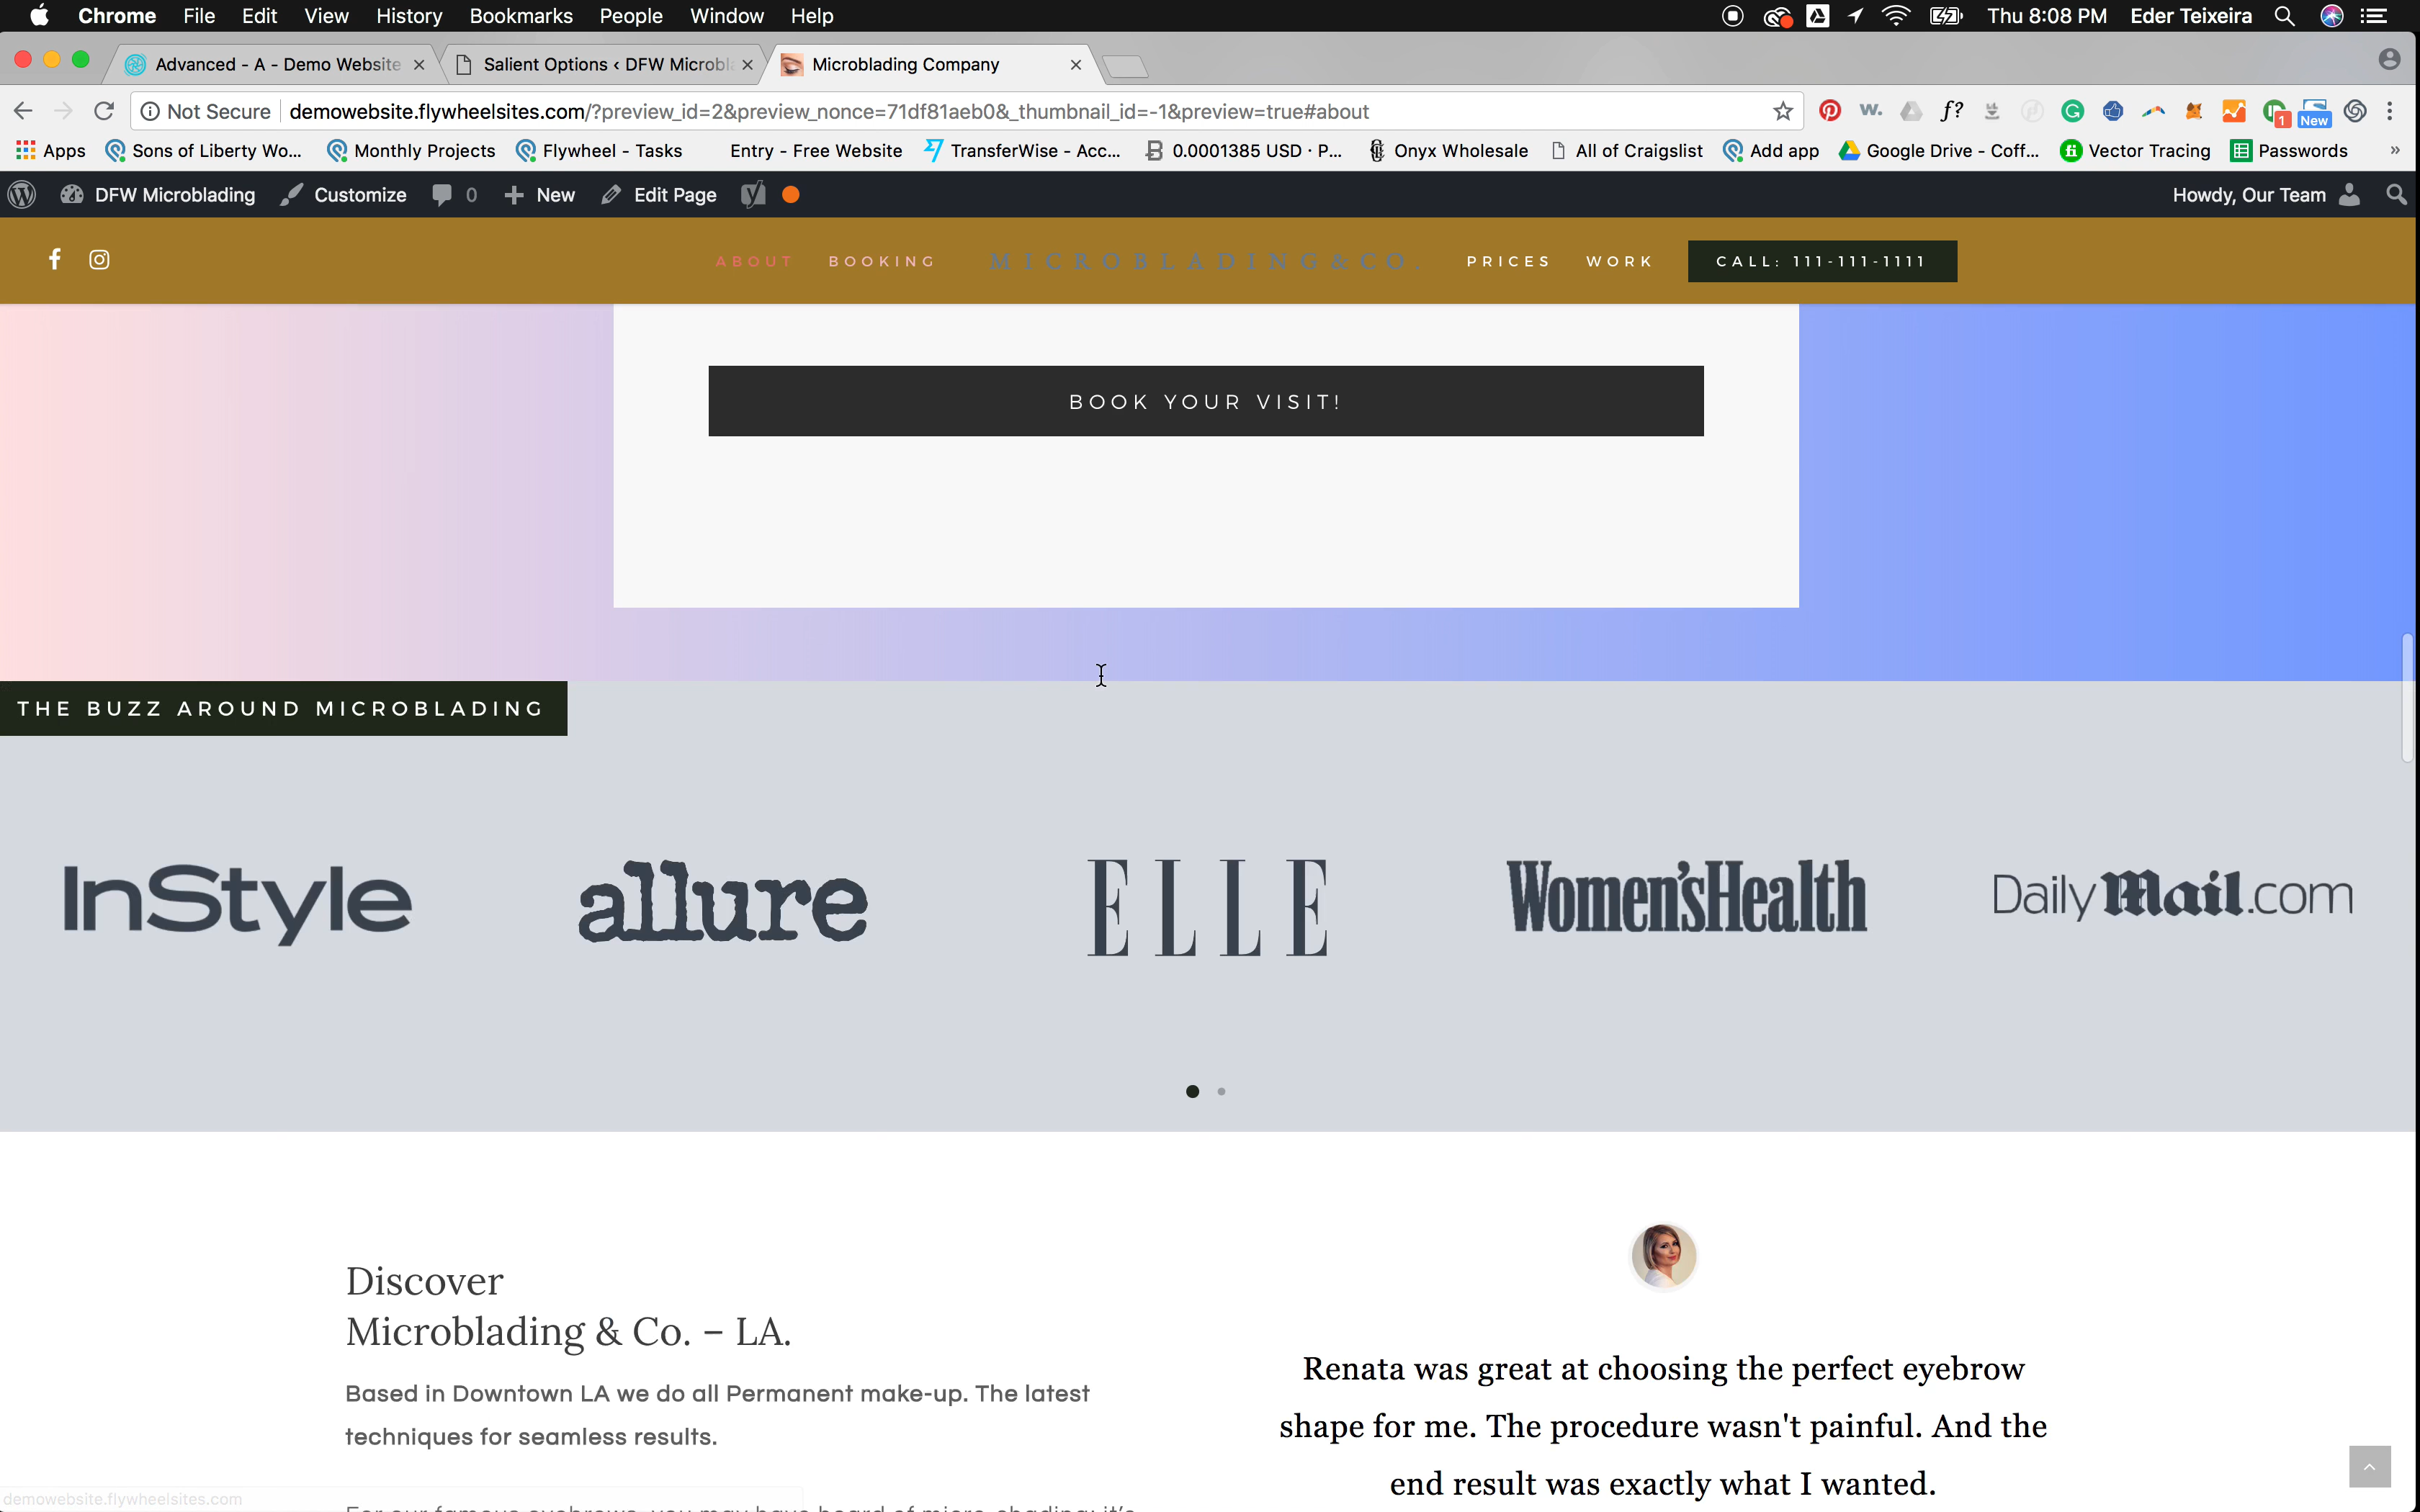 Chrome File Edit View History Bookmarks People Window Help Thu 8:08 PM Eder Teixeira
Advanced - A - Demo Website Salient Options ‹ DFW Microbl Microblading Company
Not Secure demowebsite.flywheelsites.com/?preview_id=2&preview_nonce=71df81aeb0&_thumbnail_id=-1&preview=true#about W. f? 1 New
Apps Sons of Liberty Wo... Monthly Projects Flywheel - Tasks Entry - Free Website TransferWise - Acc... 0.0001385 USD · P... Onyx Wholesale All of Craigslist Add app Google Drive - Coff... Vector Tracing Passwords »
DFW Microblading Customize 0 New Edit Page Howdy, Our Team
ABOUT BOOKING MICROBLADING&CO. PRICES WORK CALL: 111-111-1111
BOOK YOUR VISIT!
THE BUZZ AROUND MICROBLADING
InStyle allure ELLE Women'sHealth DailyMail.com
Discover
Microblading & Co. – LA.
Based in Downtown LA we do all Permanent make-up. The latest
techniques for seamless results.
Renata was great at choosing the perfect eyebrow
shape for me. The procedure wasn't painful. And the
end result was exactly what I wanted.
For our famous eyebrows, you may have heard of micro-shading; it's
demowebsite.flywheelsites.com